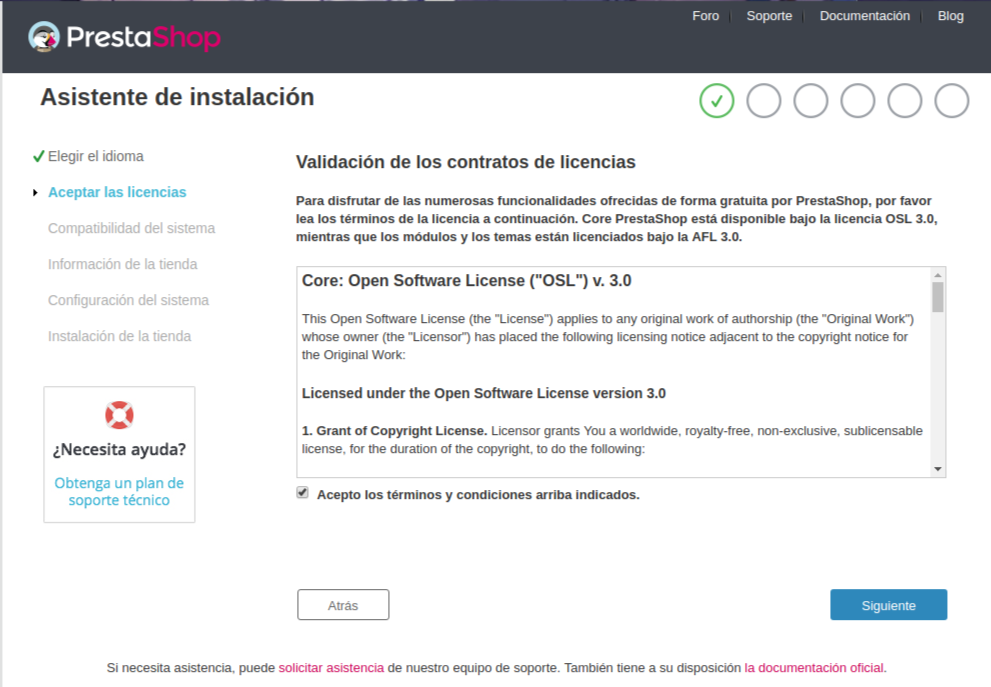 Foro
Soporte
Documentación
Blog
PrestaShop
Asistente de instalación
Elegir el idioma
Aceptar las licencias
Compatibilidad del sistema
Información de la tienda
Configuración del sistema
Instalación de la tienda
¿Necesita ayuda?
Obtenga un plan de
soporte técnico
Validación de los contratos de licencias
Para disfrutar de las numerosas funcionalidades ofrecidas de forma gratuita por PrestaShop, por favor
lea los términos de la licencia a continuación. Core PrestaShop está disponible bajo la licencia OSL 3.0,
mientras que los módulos y los temas están licenciados bajo la AFL 3.0.
Core: Open Software License ("OSL") v. 3.0
This Open Software License (the "License") applies to any original work of authorship (the "Original Work")
whose owner (the "Licensor") has placed the following licensing notice adjacent to the copyright notice for
the Original Work:
Licensed under the Open Software License version 3.0
1. Grant of Copyright License. Licensor grants You a worldwide, royalty-free, non-exclusive, sublicensable
license, for the duration of the copyright, to do the following:
Acepto los términos y condiciones arriba indicados.
Atrás
Siguiente
Si necesita asistencia, puede solicitar asistencia de nuestro equipo de soporte. También tiene a su disposición la documentación oficial.